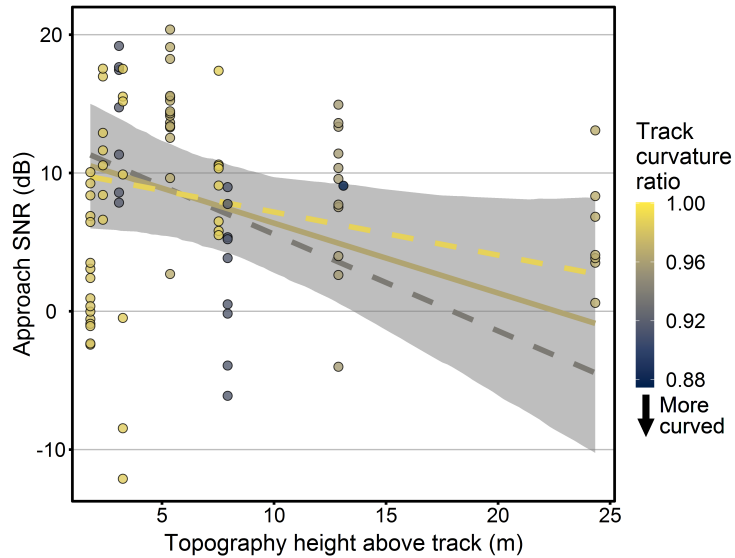 20
10
0
-10
Approach SNR (dB)
5
10
15
20
25
Topography height above track (m)
Track
curvature
ratio
1.00
0.96
0.92
0.88
More
curved